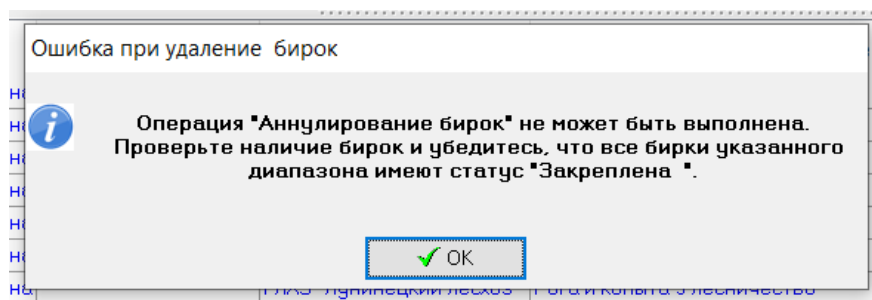 Ошибка при удаление бирок
Операция "Аннулирование бирок" не может быть выполнена.
Проверьте наличие бирок и убедитесь, что все бирки указанного
диапазона имеют статус "Закреплена ".
OK